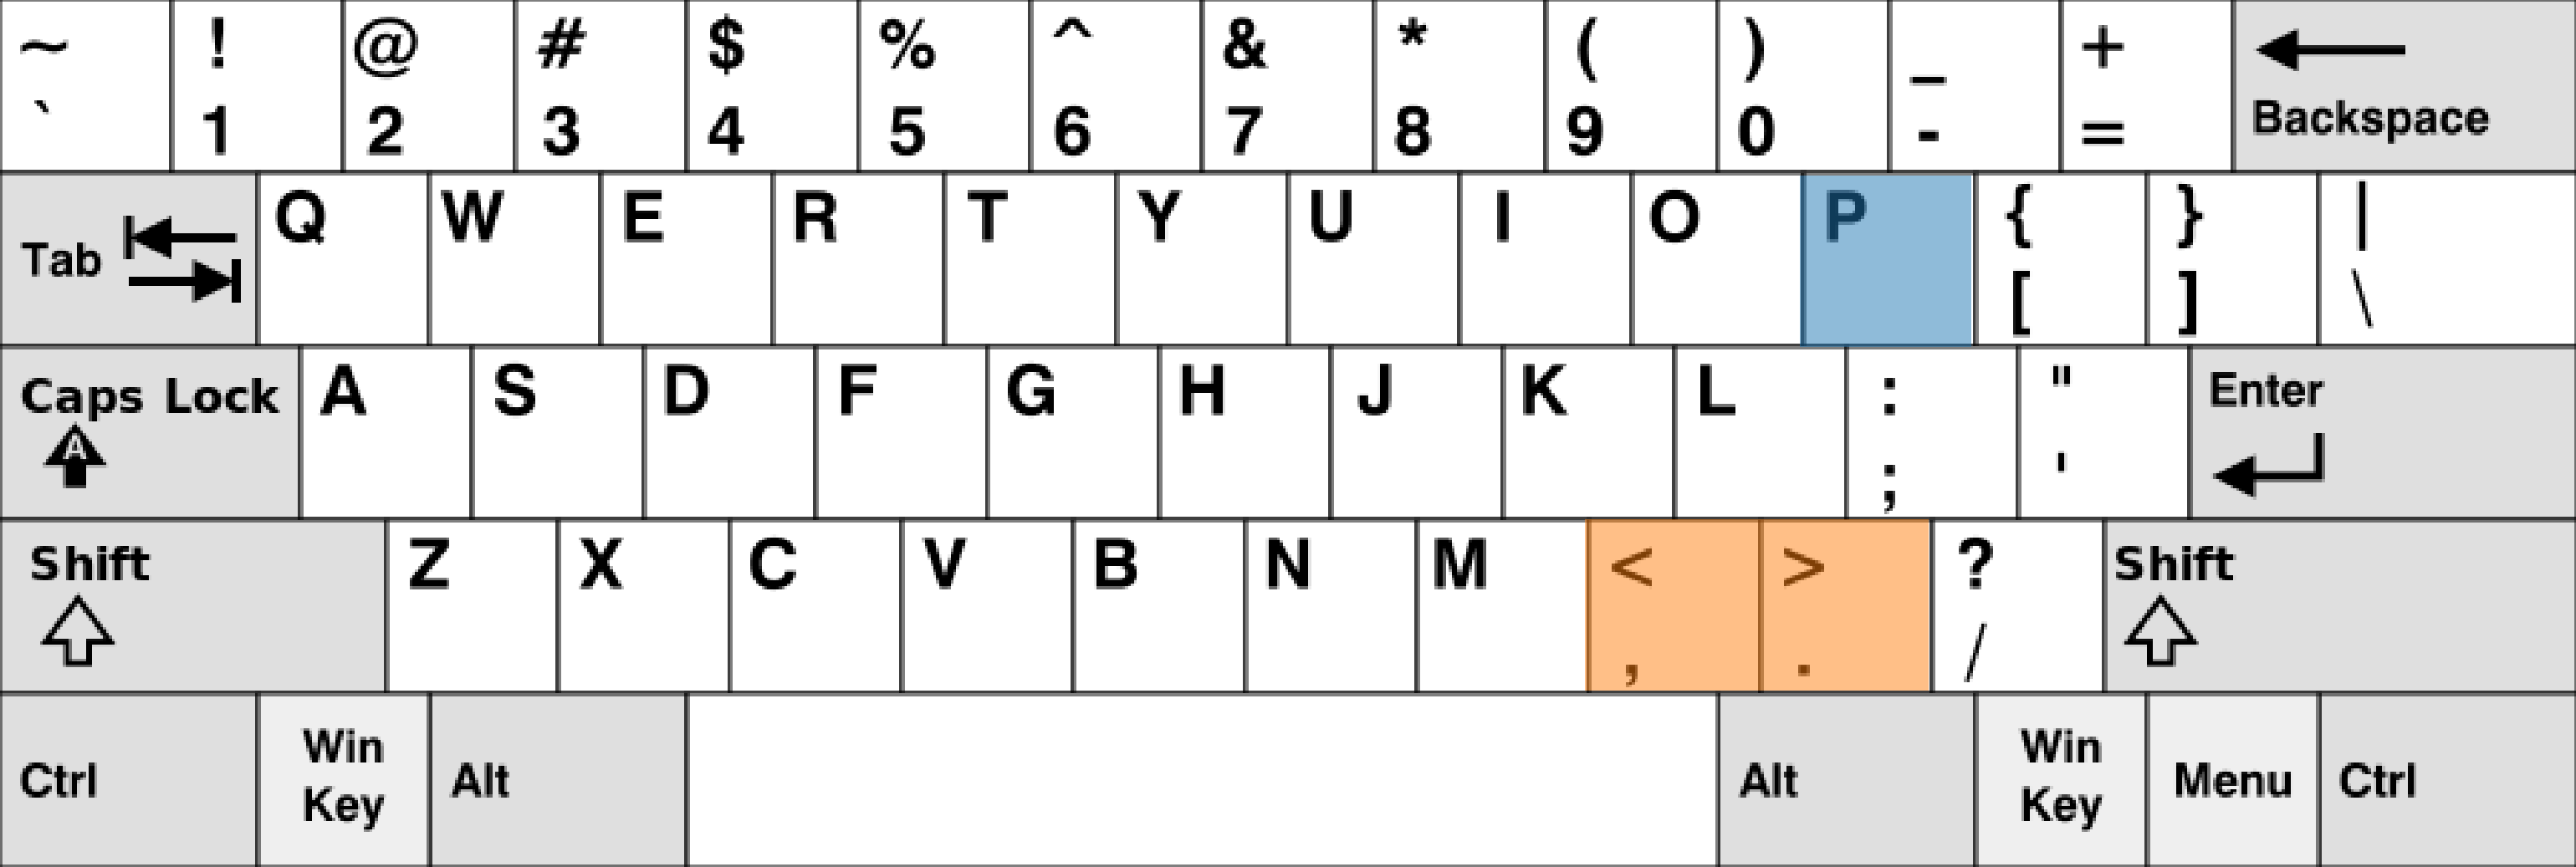 ~ ! @ # $ % ^ & * ( ) _ +
` 1 2 3 4 5 6 7 8 9 0 - = Backspace
Tab Q W E R T Y U I O P { } |
[ ] \
Caps Lock A S D F G H J K L : " Enter
A ; '
Shift Z X C V B N M < > ? Shift
, . /
Ctrl Win Key Alt Alt Win Key Menu Ctrl